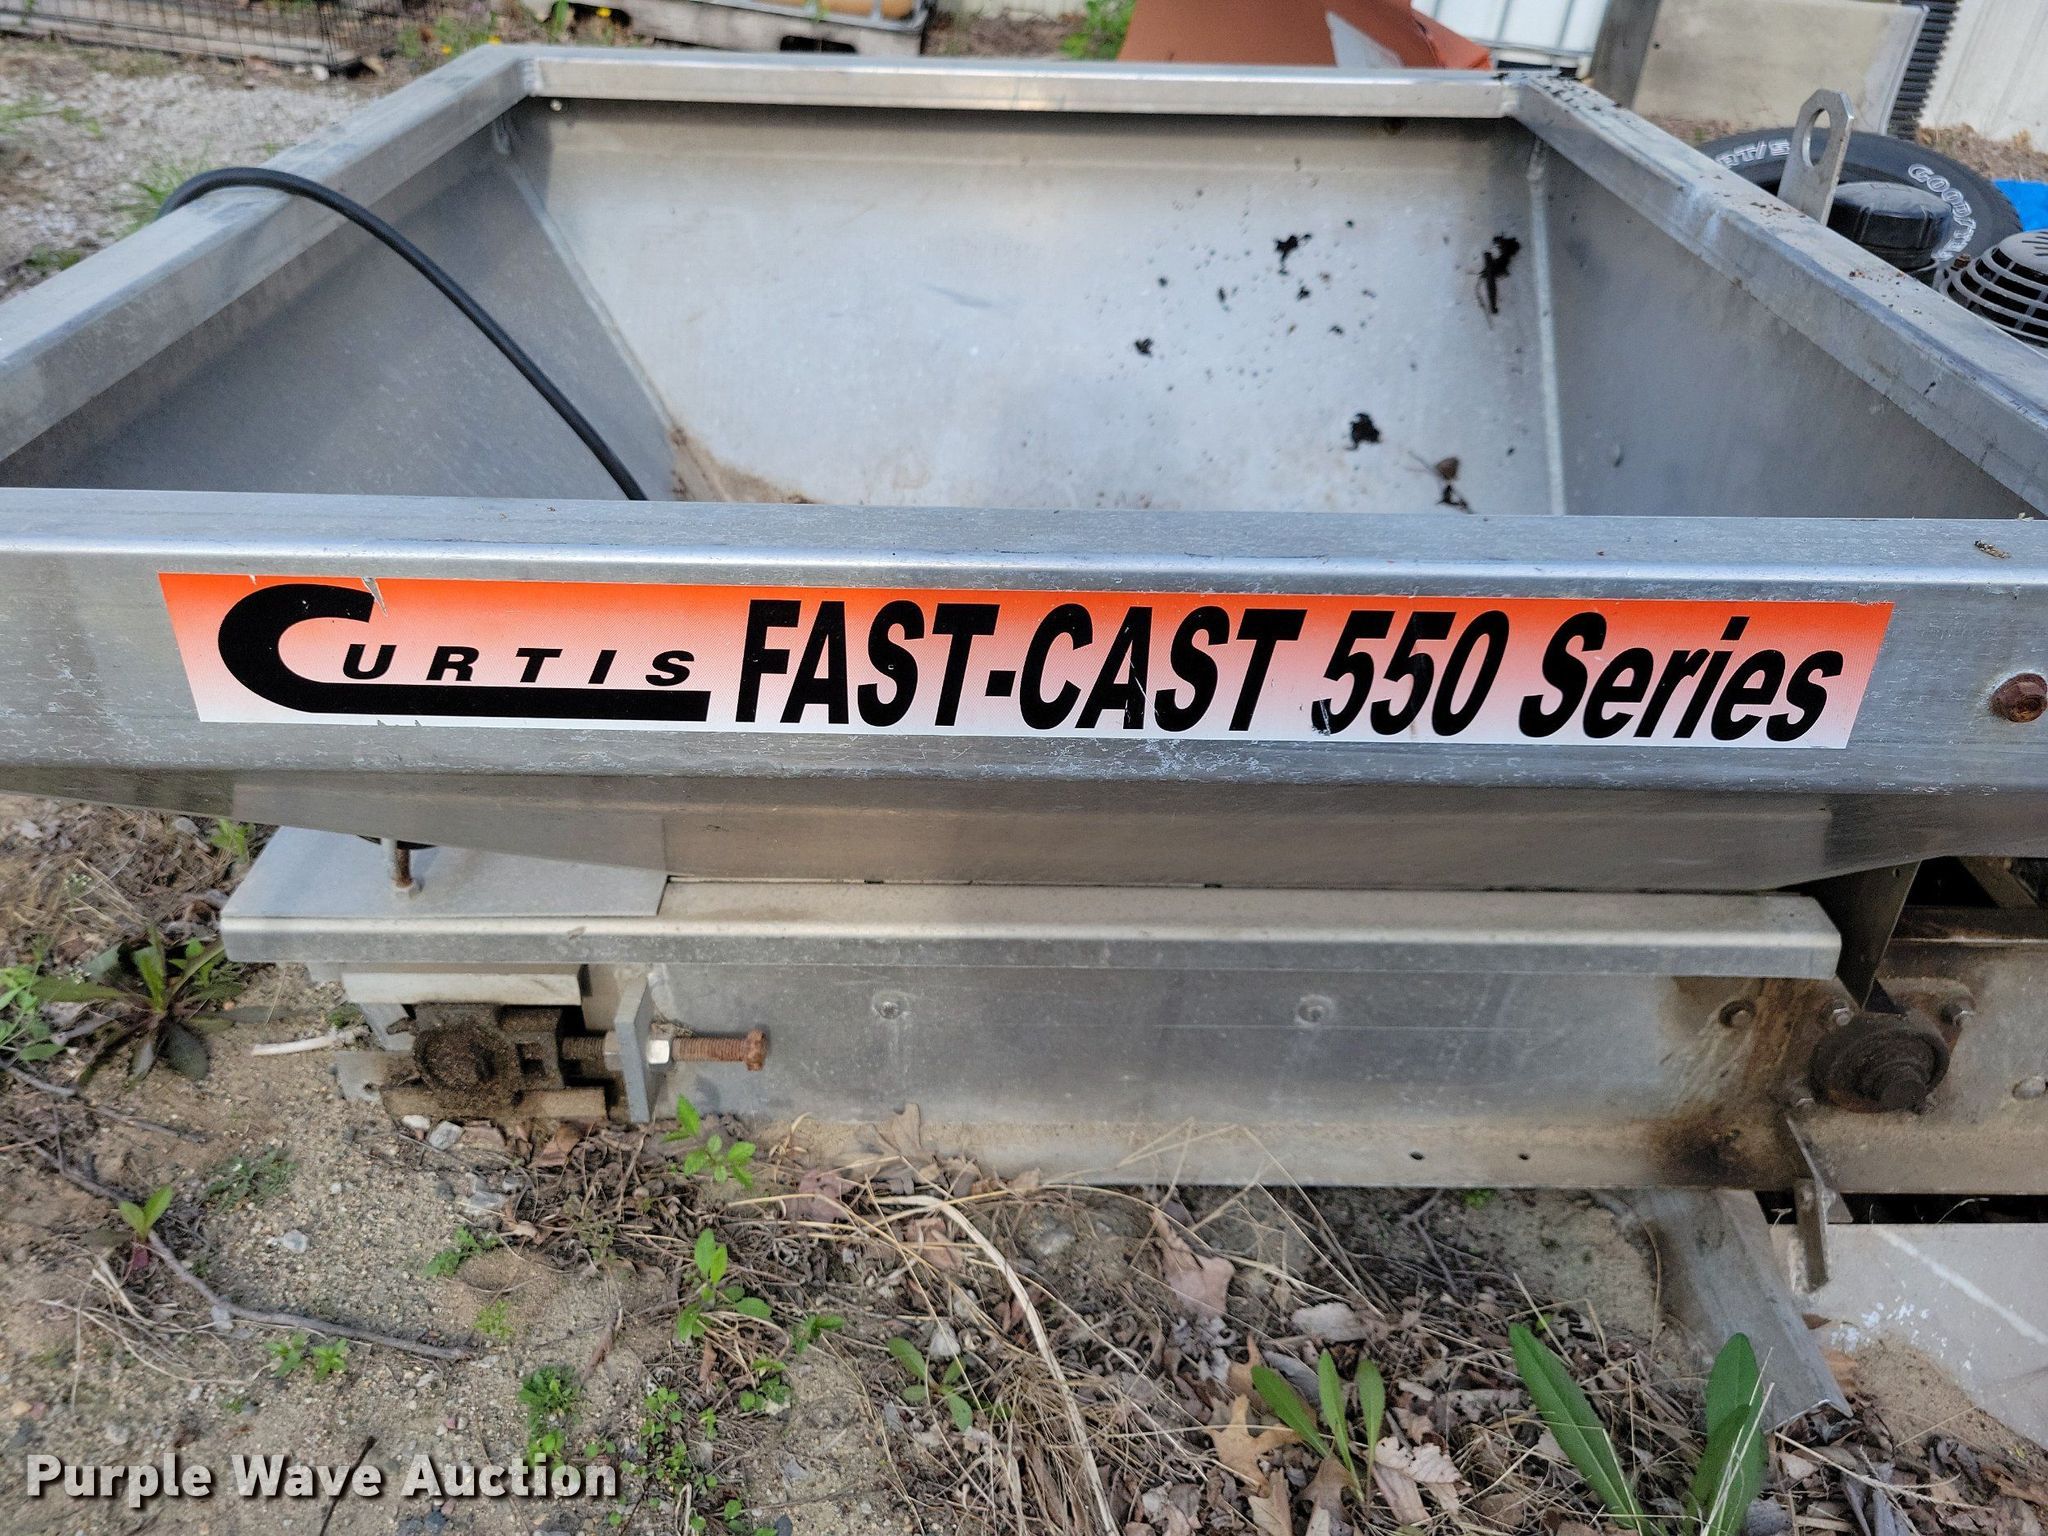 CURTIS FAST-CAST 550 Series
Purple Wave Auction